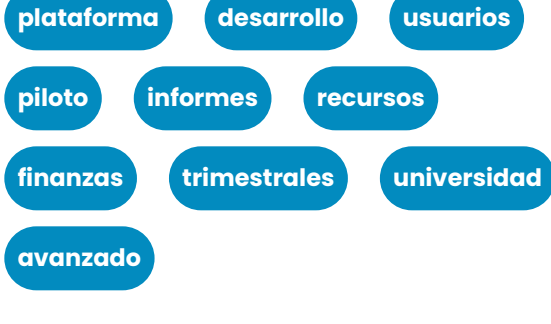 plataforma desarrollo usuarios
piloto informes recursos
finanzas trimestrales universidad
avanzado